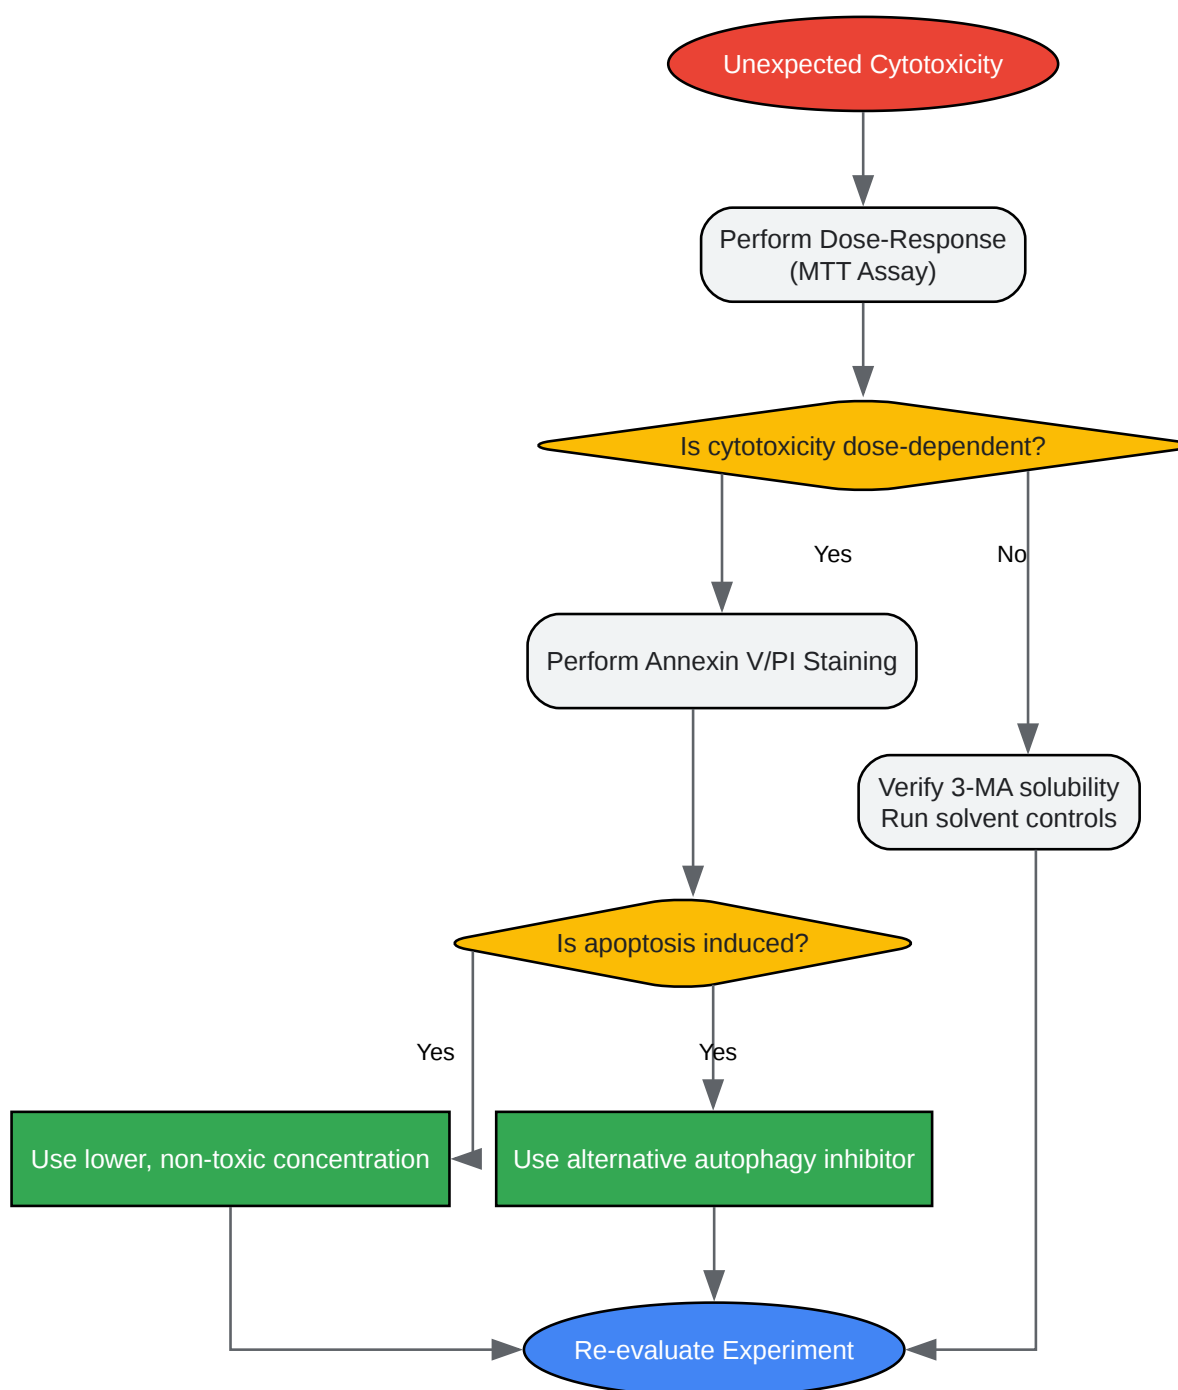 Unexpected Cytotoxicity
Perform Dose-Response
(MTT Assay)
Is cytotoxicity dose-dependent?
Yes
No
Perform Annexin V/PI Staining
Verify 3-MA solubility
Run solvent controls
Is apoptosis induced?
Yes
Yes
Use lower, non-toxic concentration
Use alternative autophagy inhibitor
Re-evaluate Experiment